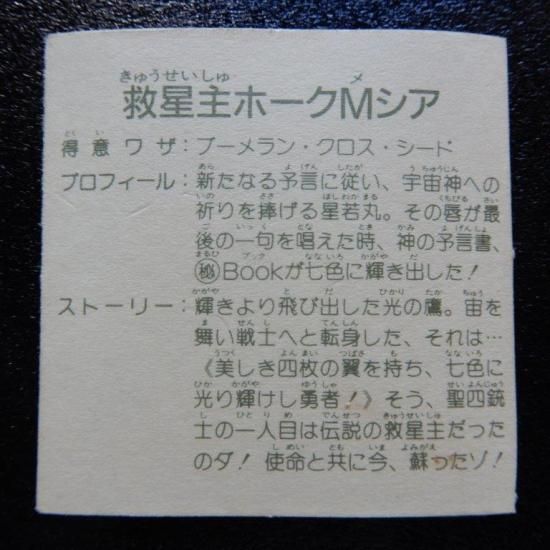 救星主ホークMシア
得意ワザ：ブーメラン・クロス・シード
プロフィール：新たなる予言に従い、宇宙神への
祈りを捧げる星若丸。その唇が最
後の一句を唱えた時、神の予言書、
㊙Bookが七色に輝き出した！
ストーリー：輝きより飛び出した光の鷹。宙を
舞い戦士へと転身した、それは…
《美しき四枚の翼を持ち、七色に
光り輝けし勇者！》そう、聖四銃
士の一人目は伝説の救星主だった
のダ！使命と共に今、蘇ったゾ！